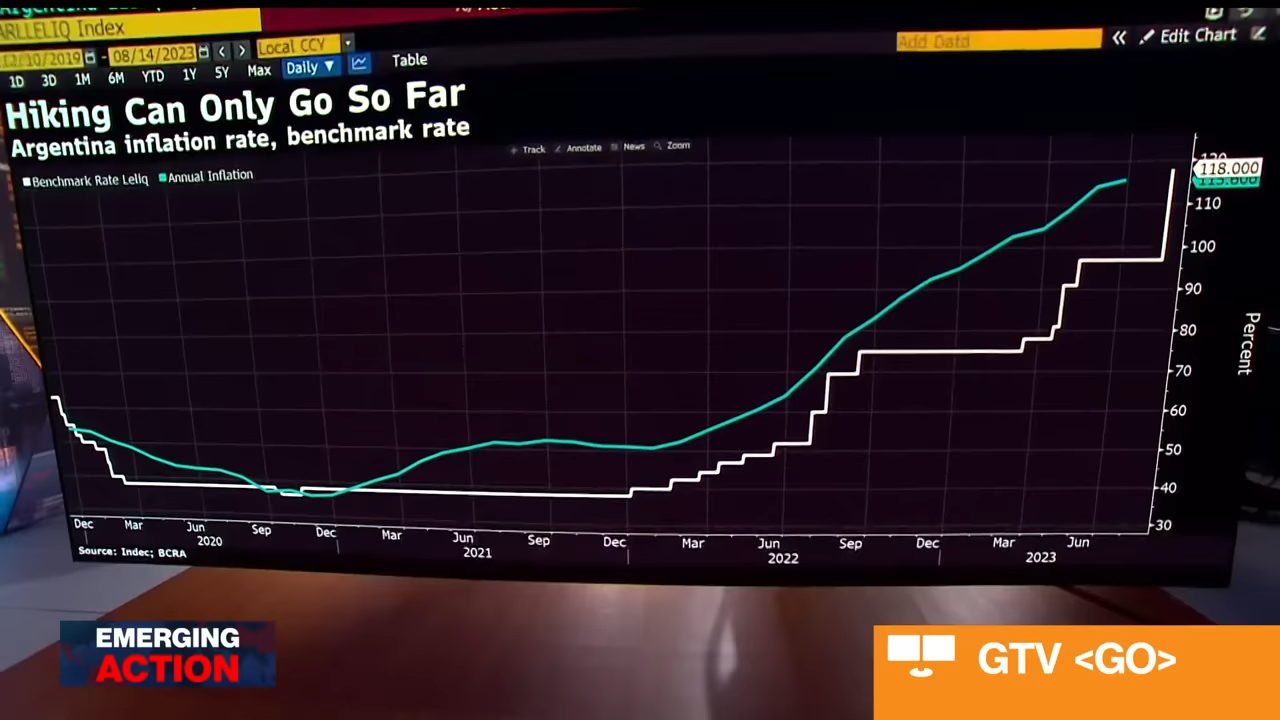 ARLLELIQ Index
12/10/2019 - 08/14/2023 Local CCY
Add Data
Edit Chart
1D 3D 1M 6M YTD 1Y 5Y Max Daily ▼ Table
Hiking Can Only Go So Far
Argentina inflation rate, benchmark rate
Track Annotate News Zoom
Benchmark Rate Leliq Annual Inflation
120
118.000
110
100
90
80
70
60
50
40
30
Percent
Dec Mar Jun Sep Dec Mar Jun Sep Dec Mar Jun Sep Dec Mar Jun
2020 2021 2022 2023
Source: Indec; BCRA
EMERGING
ACTION
GTV <GO>